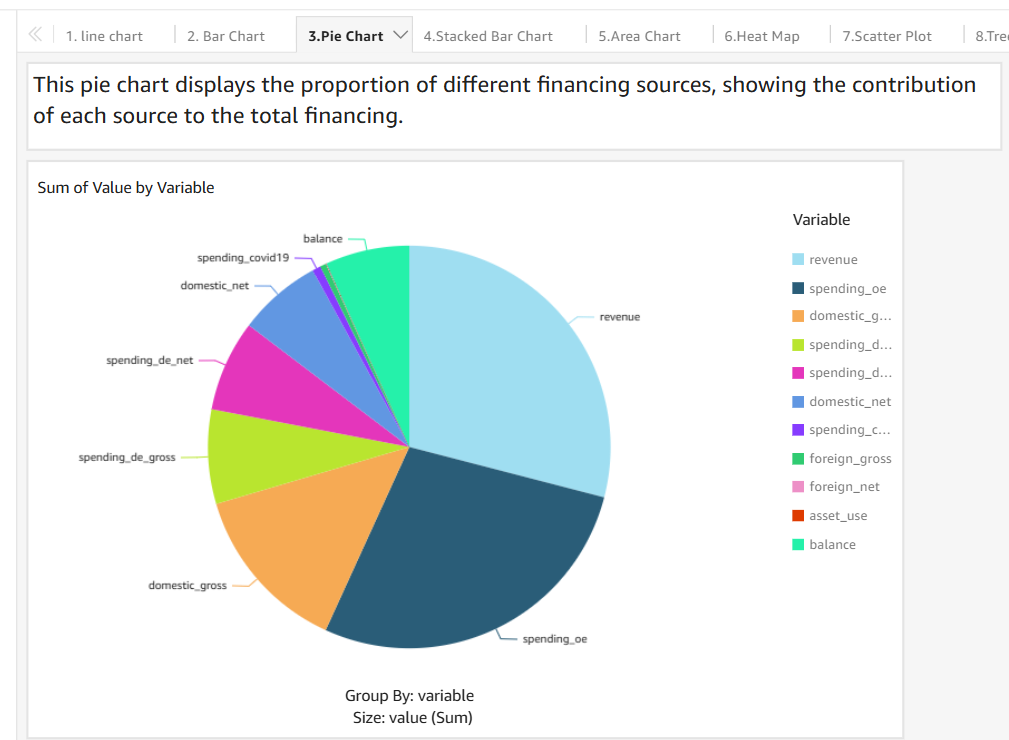 1. line chart
2. Bar Chart
3.Pie Chart
4.Stacked Bar Chart
5.Area Chart
6.Heat Map
7.Scatter Plot
8.Tre
This pie chart displays the proportion of different financing sources, showing the contribution
of each source to the total financing.
Sum of Value by Variable
balance
spending_covid19
domestic_net
spending_de_net
spending_de_gross
domestic_gross
revenue
spending_oe
Variable
revenue
spending_oe
domestic_g...
spending_d...
spending_d...
domestic_net
spending_c...
foreign_gross
foreign_net
asset_use
balance
Group By: variable
Size: value (Sum)